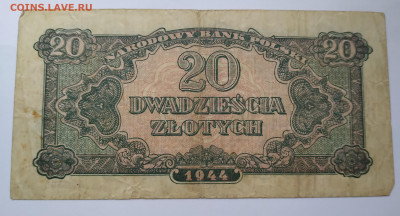 COINS.LAVE.RU
NARODOWY BANK POLSKI
20 20
20
DWADZIEŚCIA
ZŁOTYCH
1944